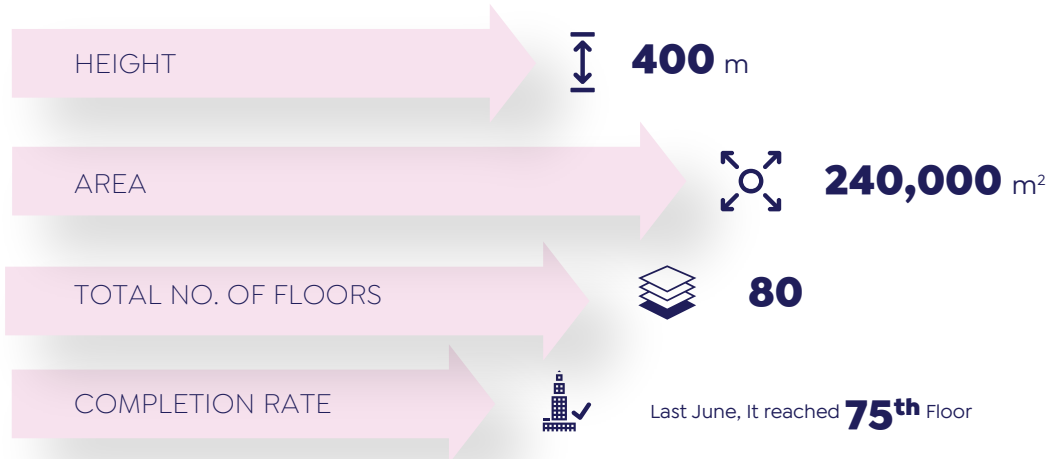 HEIGHT 400 m
AREA 240,000 m²
TOTAL NO. OF FLOORS 80
COMPLETION RATE Last June, It reached 75th Floor